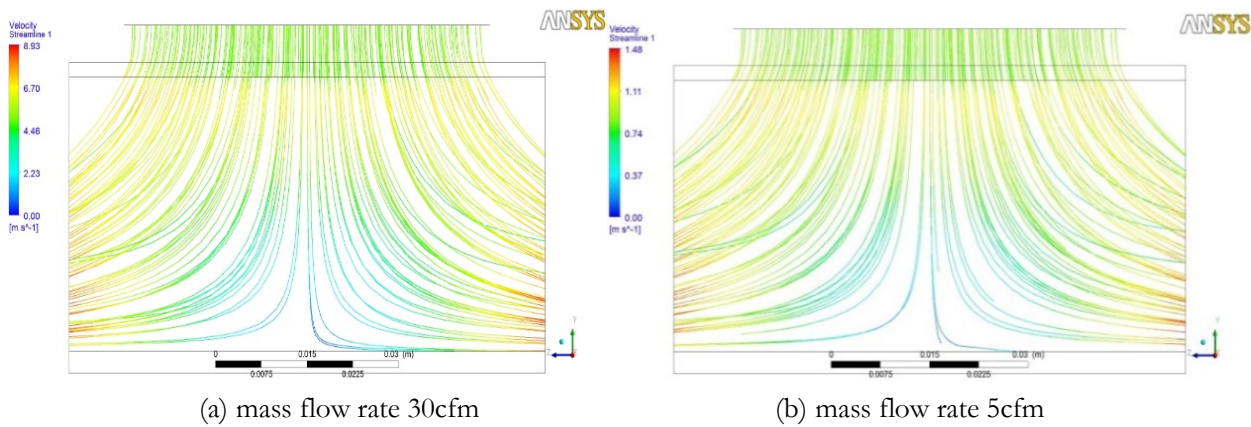 Velocity
Streamline 1
8.93
6.70
4.46
2.23
0.00
[m s^-1]
ANSYS
Y
Z
0 0.015 0.03 (m)
0.0075 0.0225
(a) mass flow rate 30cfm
Velocity
Streamline 1
1.48
1.11
0.74
0.37
0.00
[m s^-1]
ANSYS
Y
Z
0 0.015 0.03 (m)
0.0075 0.0225
(b) mass flow rate 5cfm